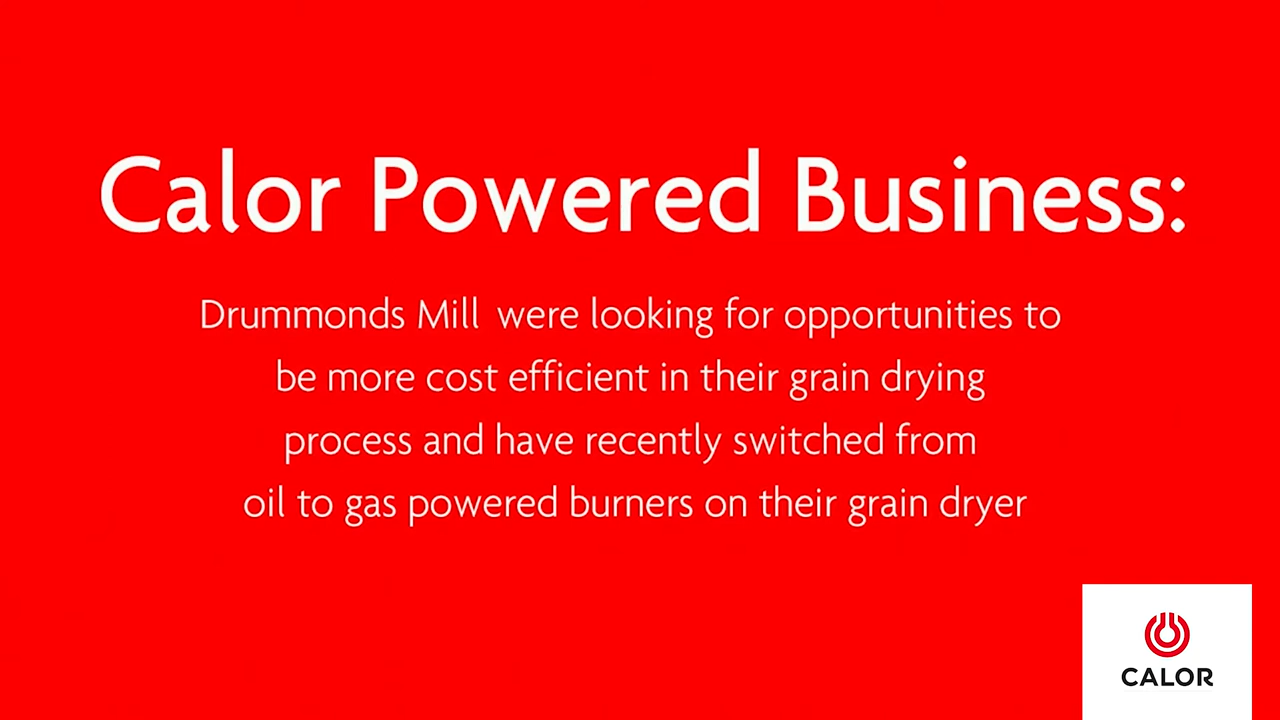 Calor Powered Business:
Drummonds Mill were looking for opportunities to
be more cost efficient in their grain drying
process and have recently switched from
oil to gas powered burners on their grain dryer
CALOR